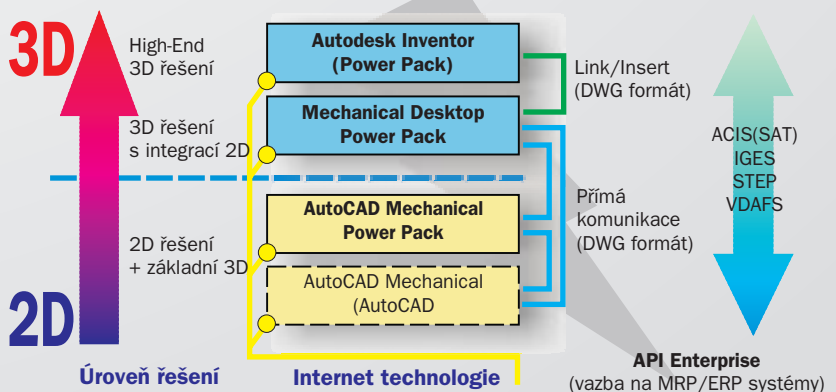 3D
High-End
3D řešení
3D řešení
s integrací 2D
2D řešení
+ základní 3D
2D
Úroveň řešení
Autodesk Inventor
(Power Pack)
Mechanical Desktop
Power Pack
AutoCAD Mechanical
Power Pack
AutoCAD Mechanical
(AutoCAD
Internet technologie
Link/Insert
(DWG formát)
Přímá
komunikace
(DWG formát)
ACIS(SAT)
IGES
STEP
VDAFS
API Enterprise
(vazba na MRP/ERP systémy)